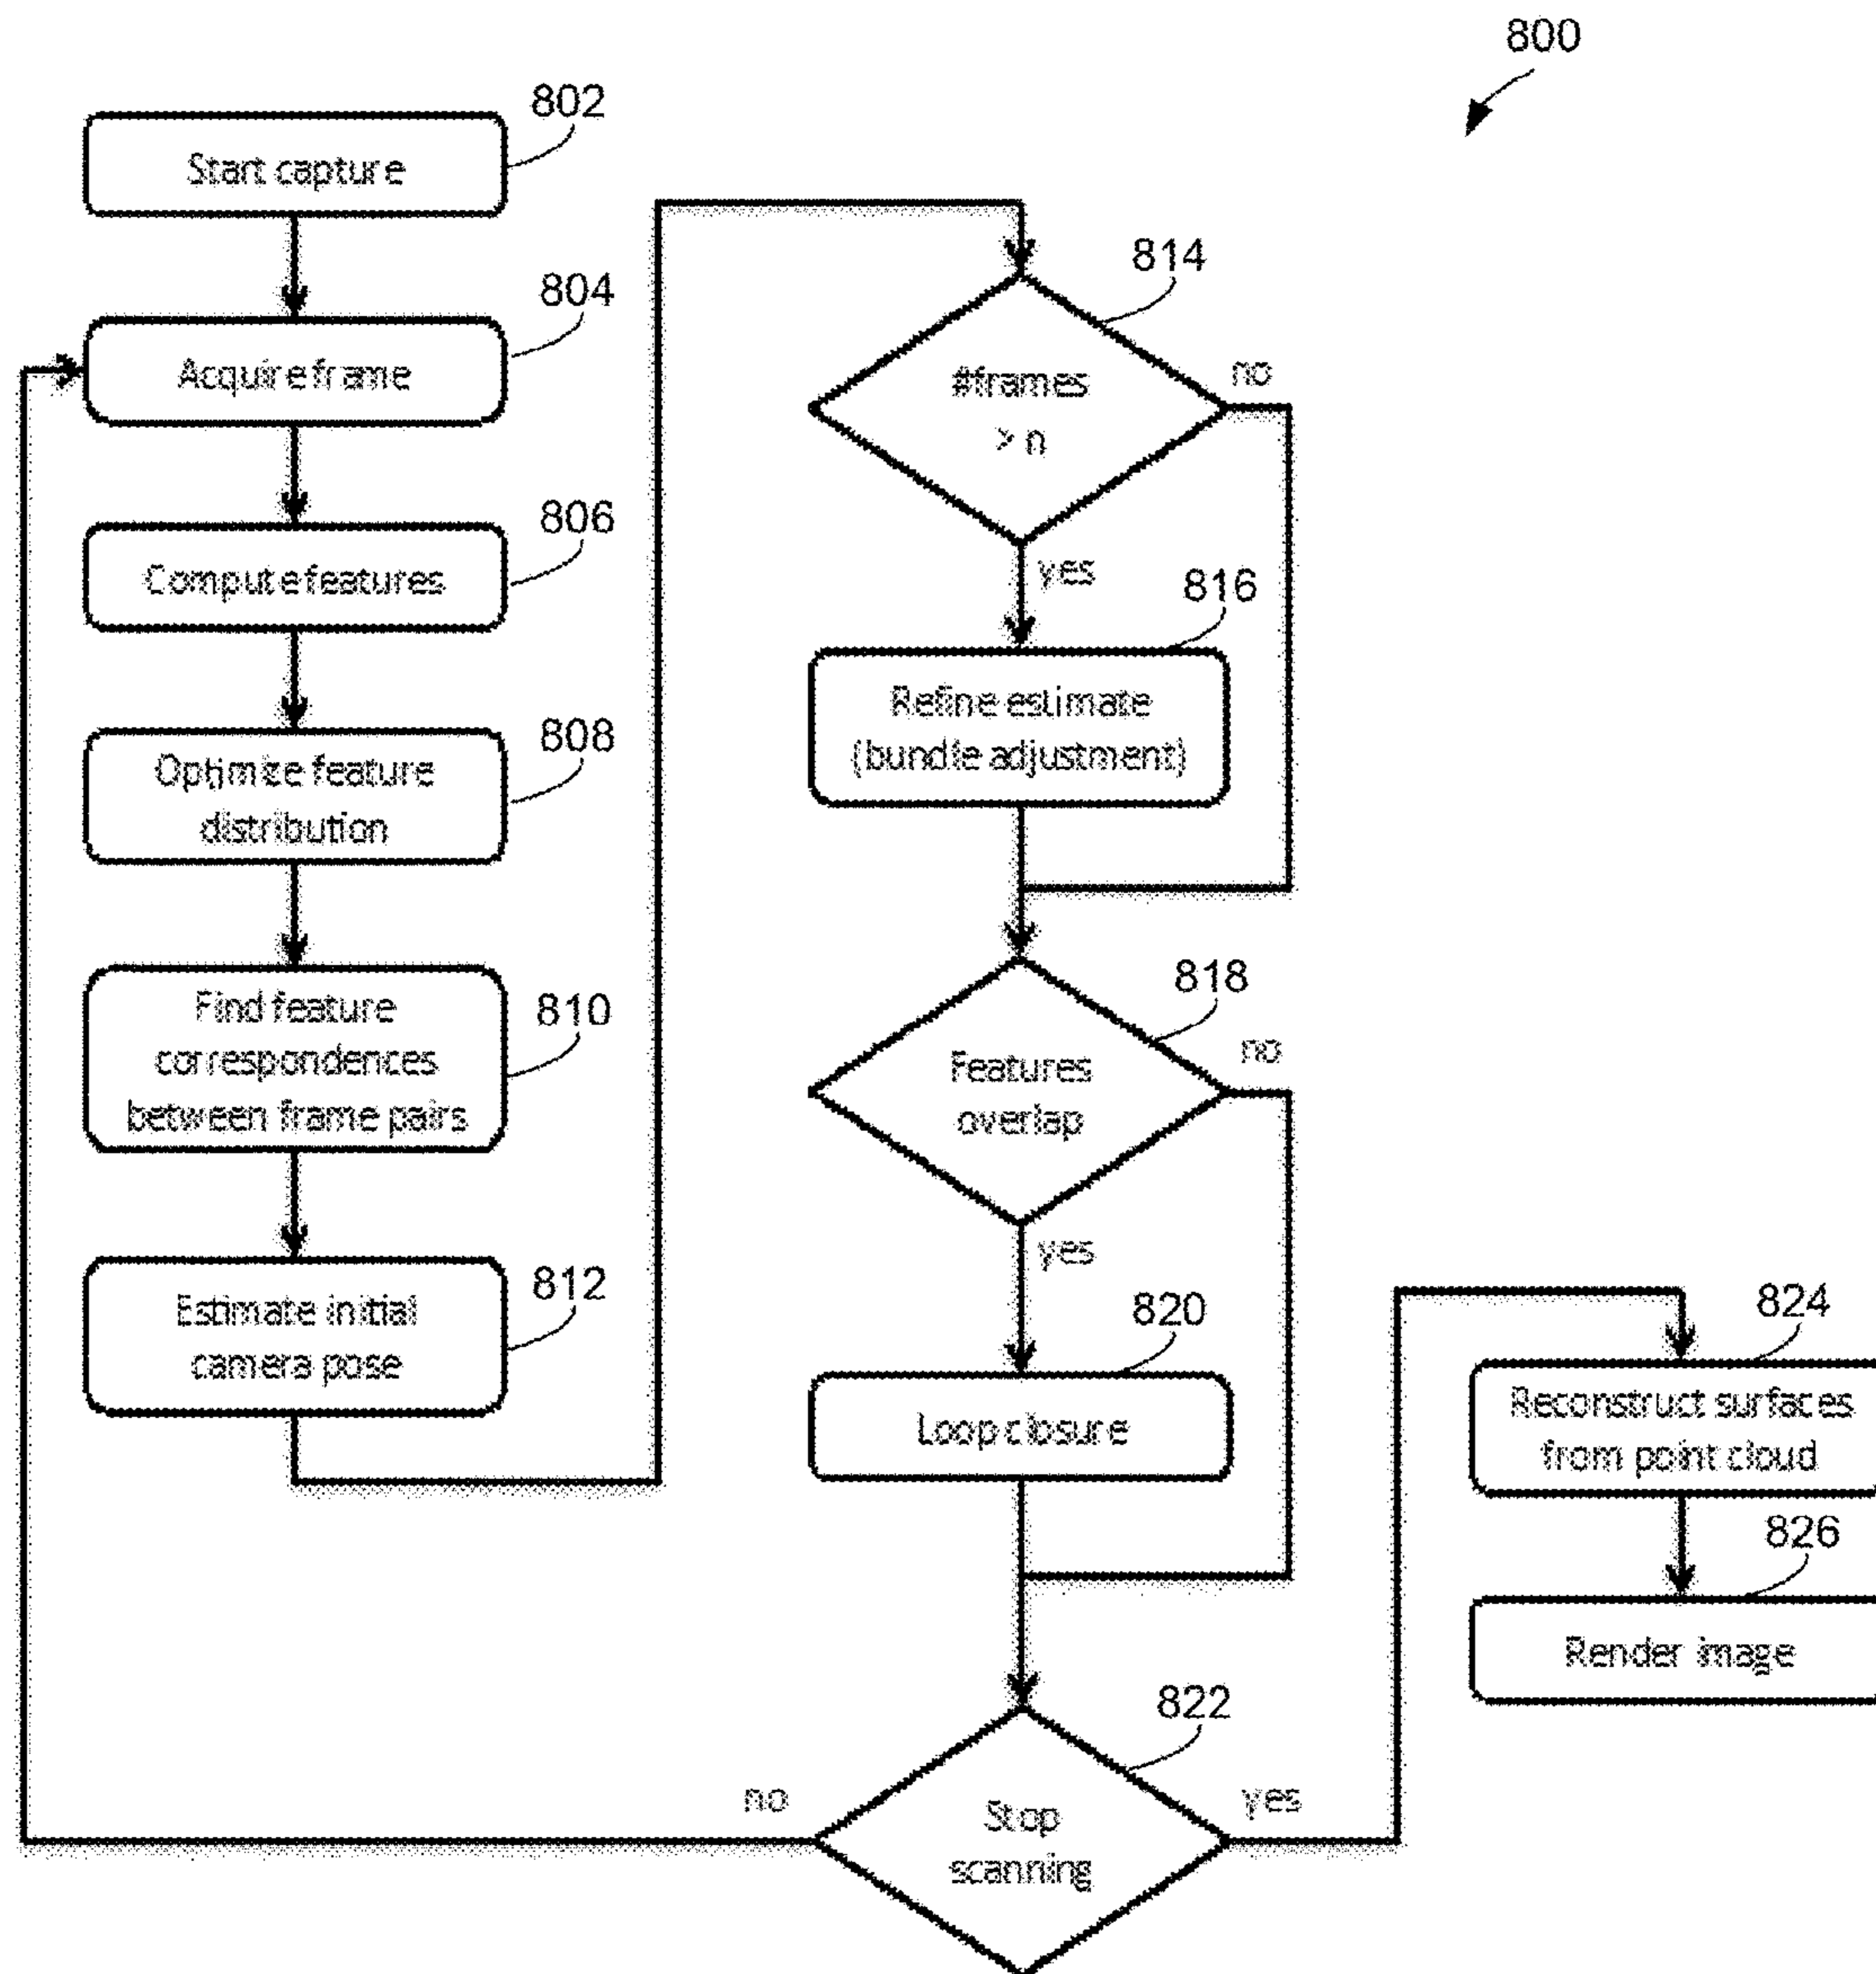 800
802
Start capture
804
Acquire frame
806
Compute features
808
Optimize feature
distribution
810
Find feature
correspondences
between frame pairs
812
Estimate initial
camera pose
814
#frames
> n
no
yes
816
Refine estimate
(bundle adjustment)
818
Features
overlap
no
yes
820
Loop closure
822
Stop
scanning
no
yes
824
Reconstruct surfaces
from point cloud
826
Render image